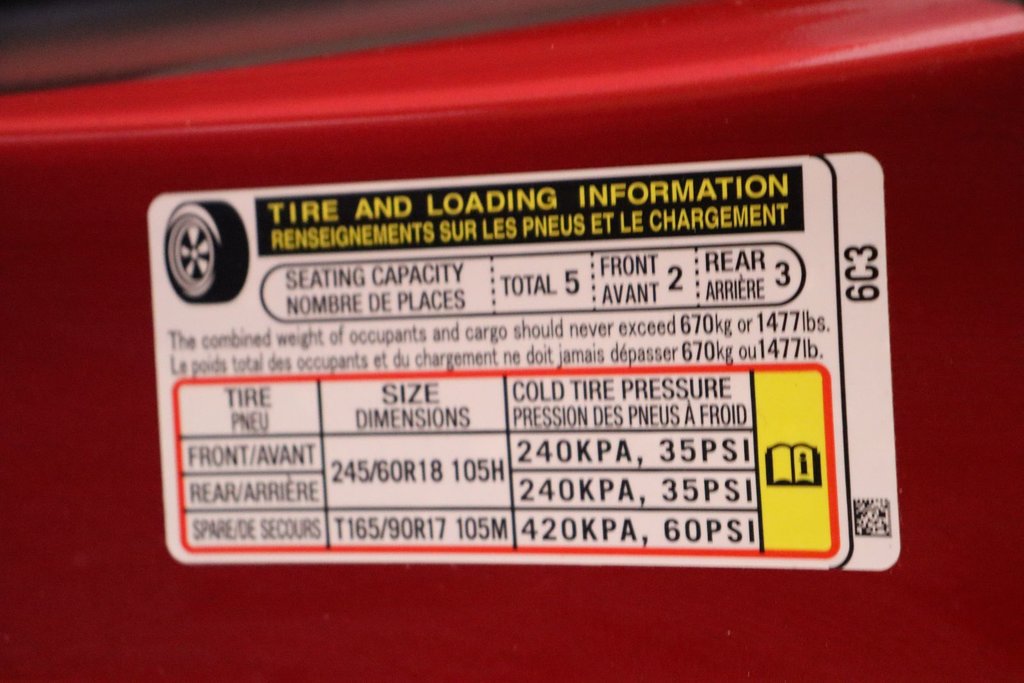 TIRE AND LOADING INFORMATION
RENSEIGNEMENTS SUR LES PNEUS ET LE CHARGEMENT
SEATING CAPACITY
NOMBRE DE PLACES
TOTAL 5
FRONT
AVANT 2
REAR
ARRIÈRE 3
The combined weight of occupants and cargo should never exceed 670kg or 1477lbs.
Le poids total des occupants et du chargement ne doit jamais dépasser 670kg ou 1477lb.
TIRE
PNEU
SIZE
DIMENSIONS
COLD TIRE PRESSURE
PRESSION DES PNEUS À FROID
FRONT/AVANT
245/60R18 105H
240KPA, 35PSI
REAR/ARRIÈRE
240KPA, 35PSI
SPARE/DE SECOURS
T165/90R17 105M
420KPA, 60PSI
6C3